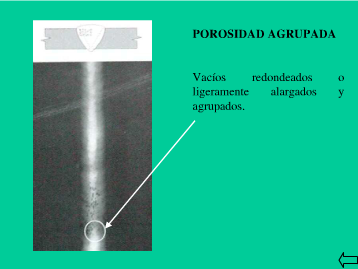 POROSIDAD AGRUPADA
Vacíos redondeados o
ligeramente alargados y
agrupados.